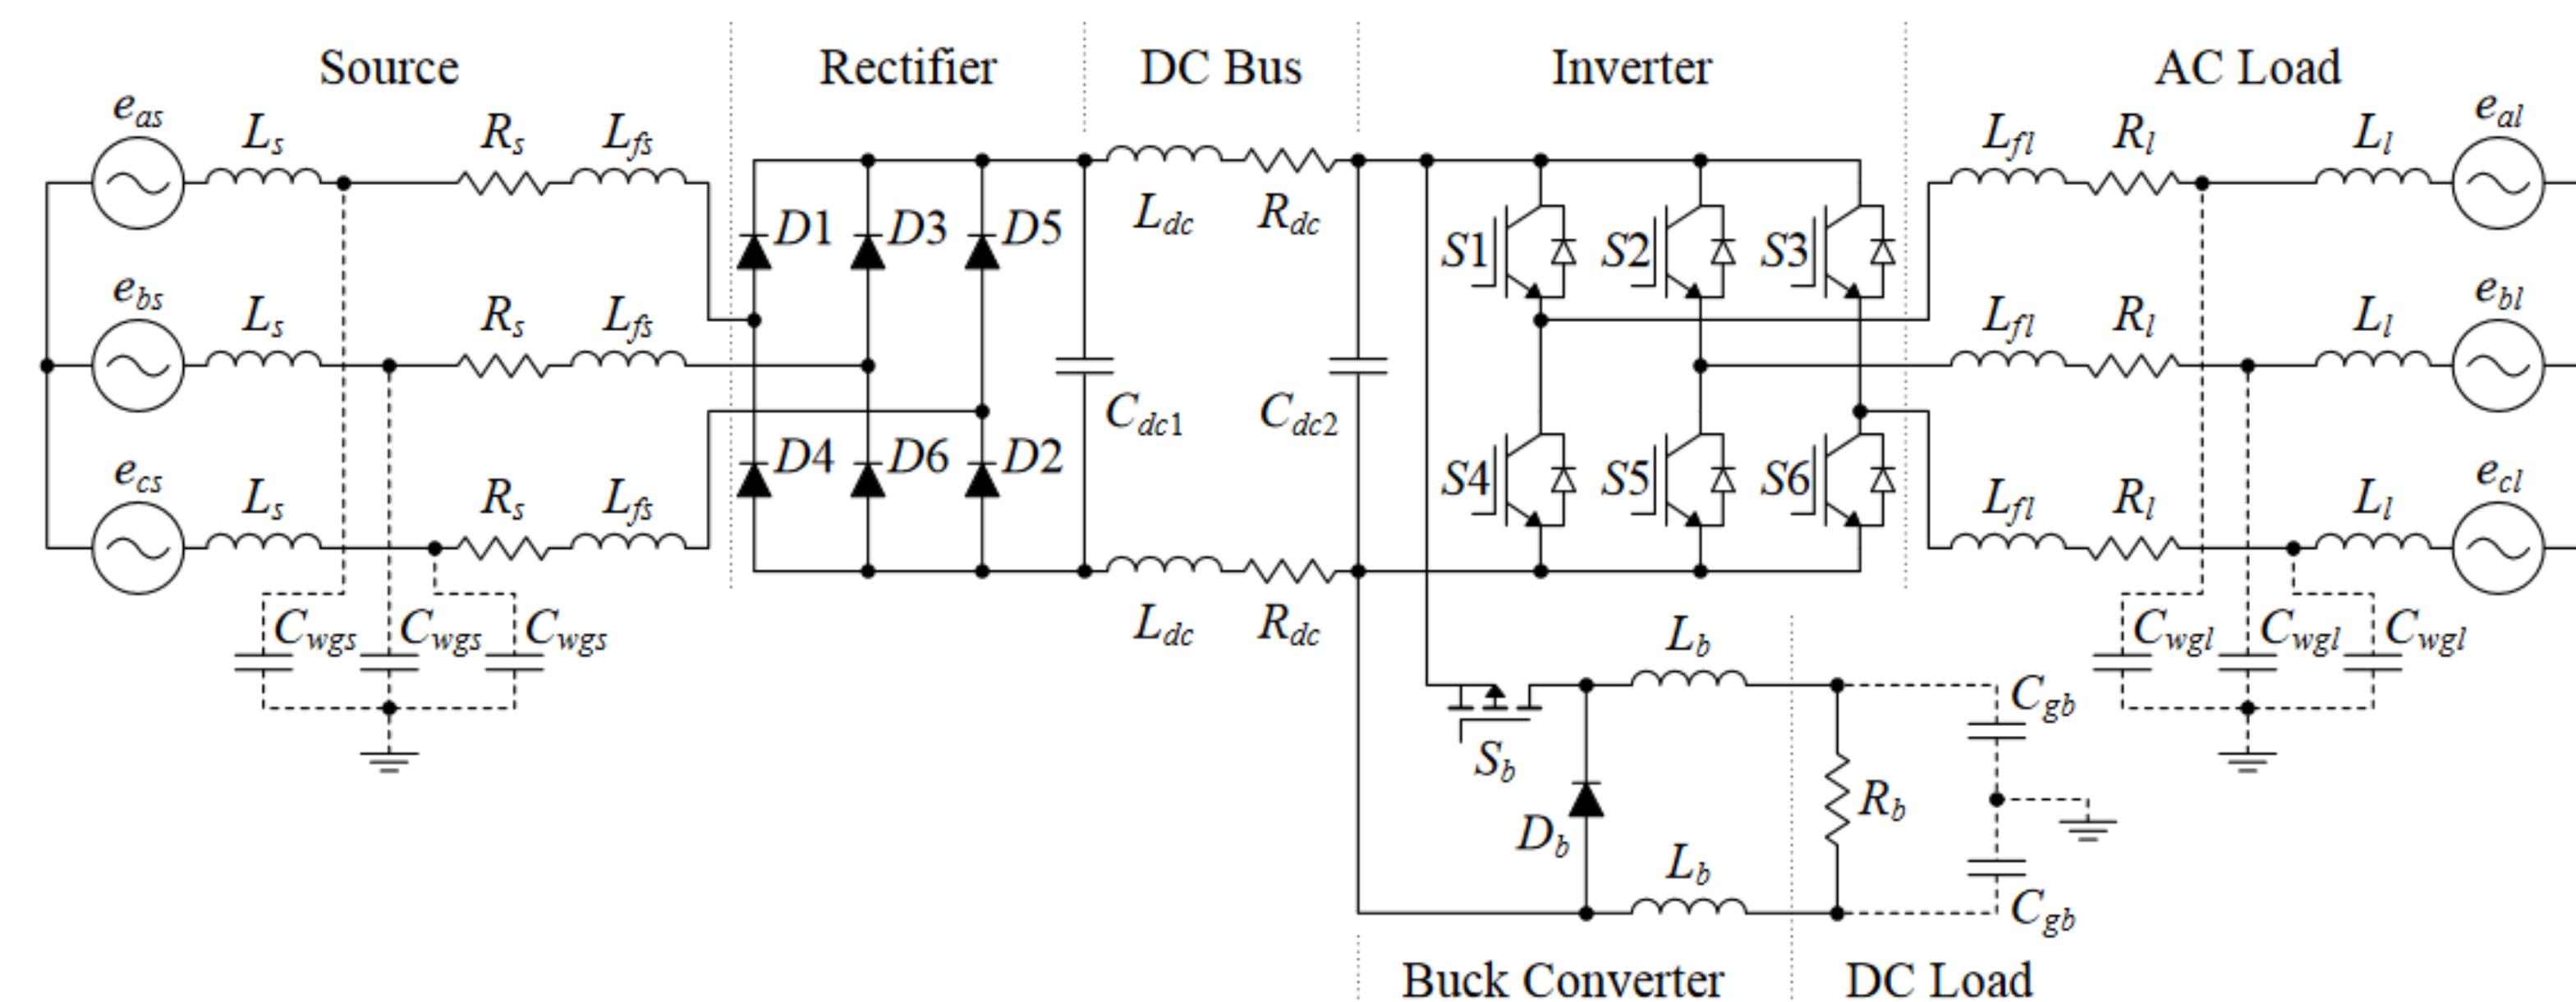 Source Rectifier DC Bus Inverter AC Load
e_as L_s R_s L_fs L_fl R_l L_l e_al
D1 D3 D5 L_dc R_dc S1 S2 S3
e_bs L_s R_s L_fs L_fl R_l L_l e_bl
C_dc1 C_dc2
D4 D6 D2 S4 S5 S6
e_cs L_s R_s L_fs L_fl R_l L_l e_cl
C_wgs C_wgs C_wgs L_dc R_dc L_b C_wgl C_wgl C_wgl
C_gb
S_b
D_b R_b
L_b
C_gb
Buck Converter DC Load